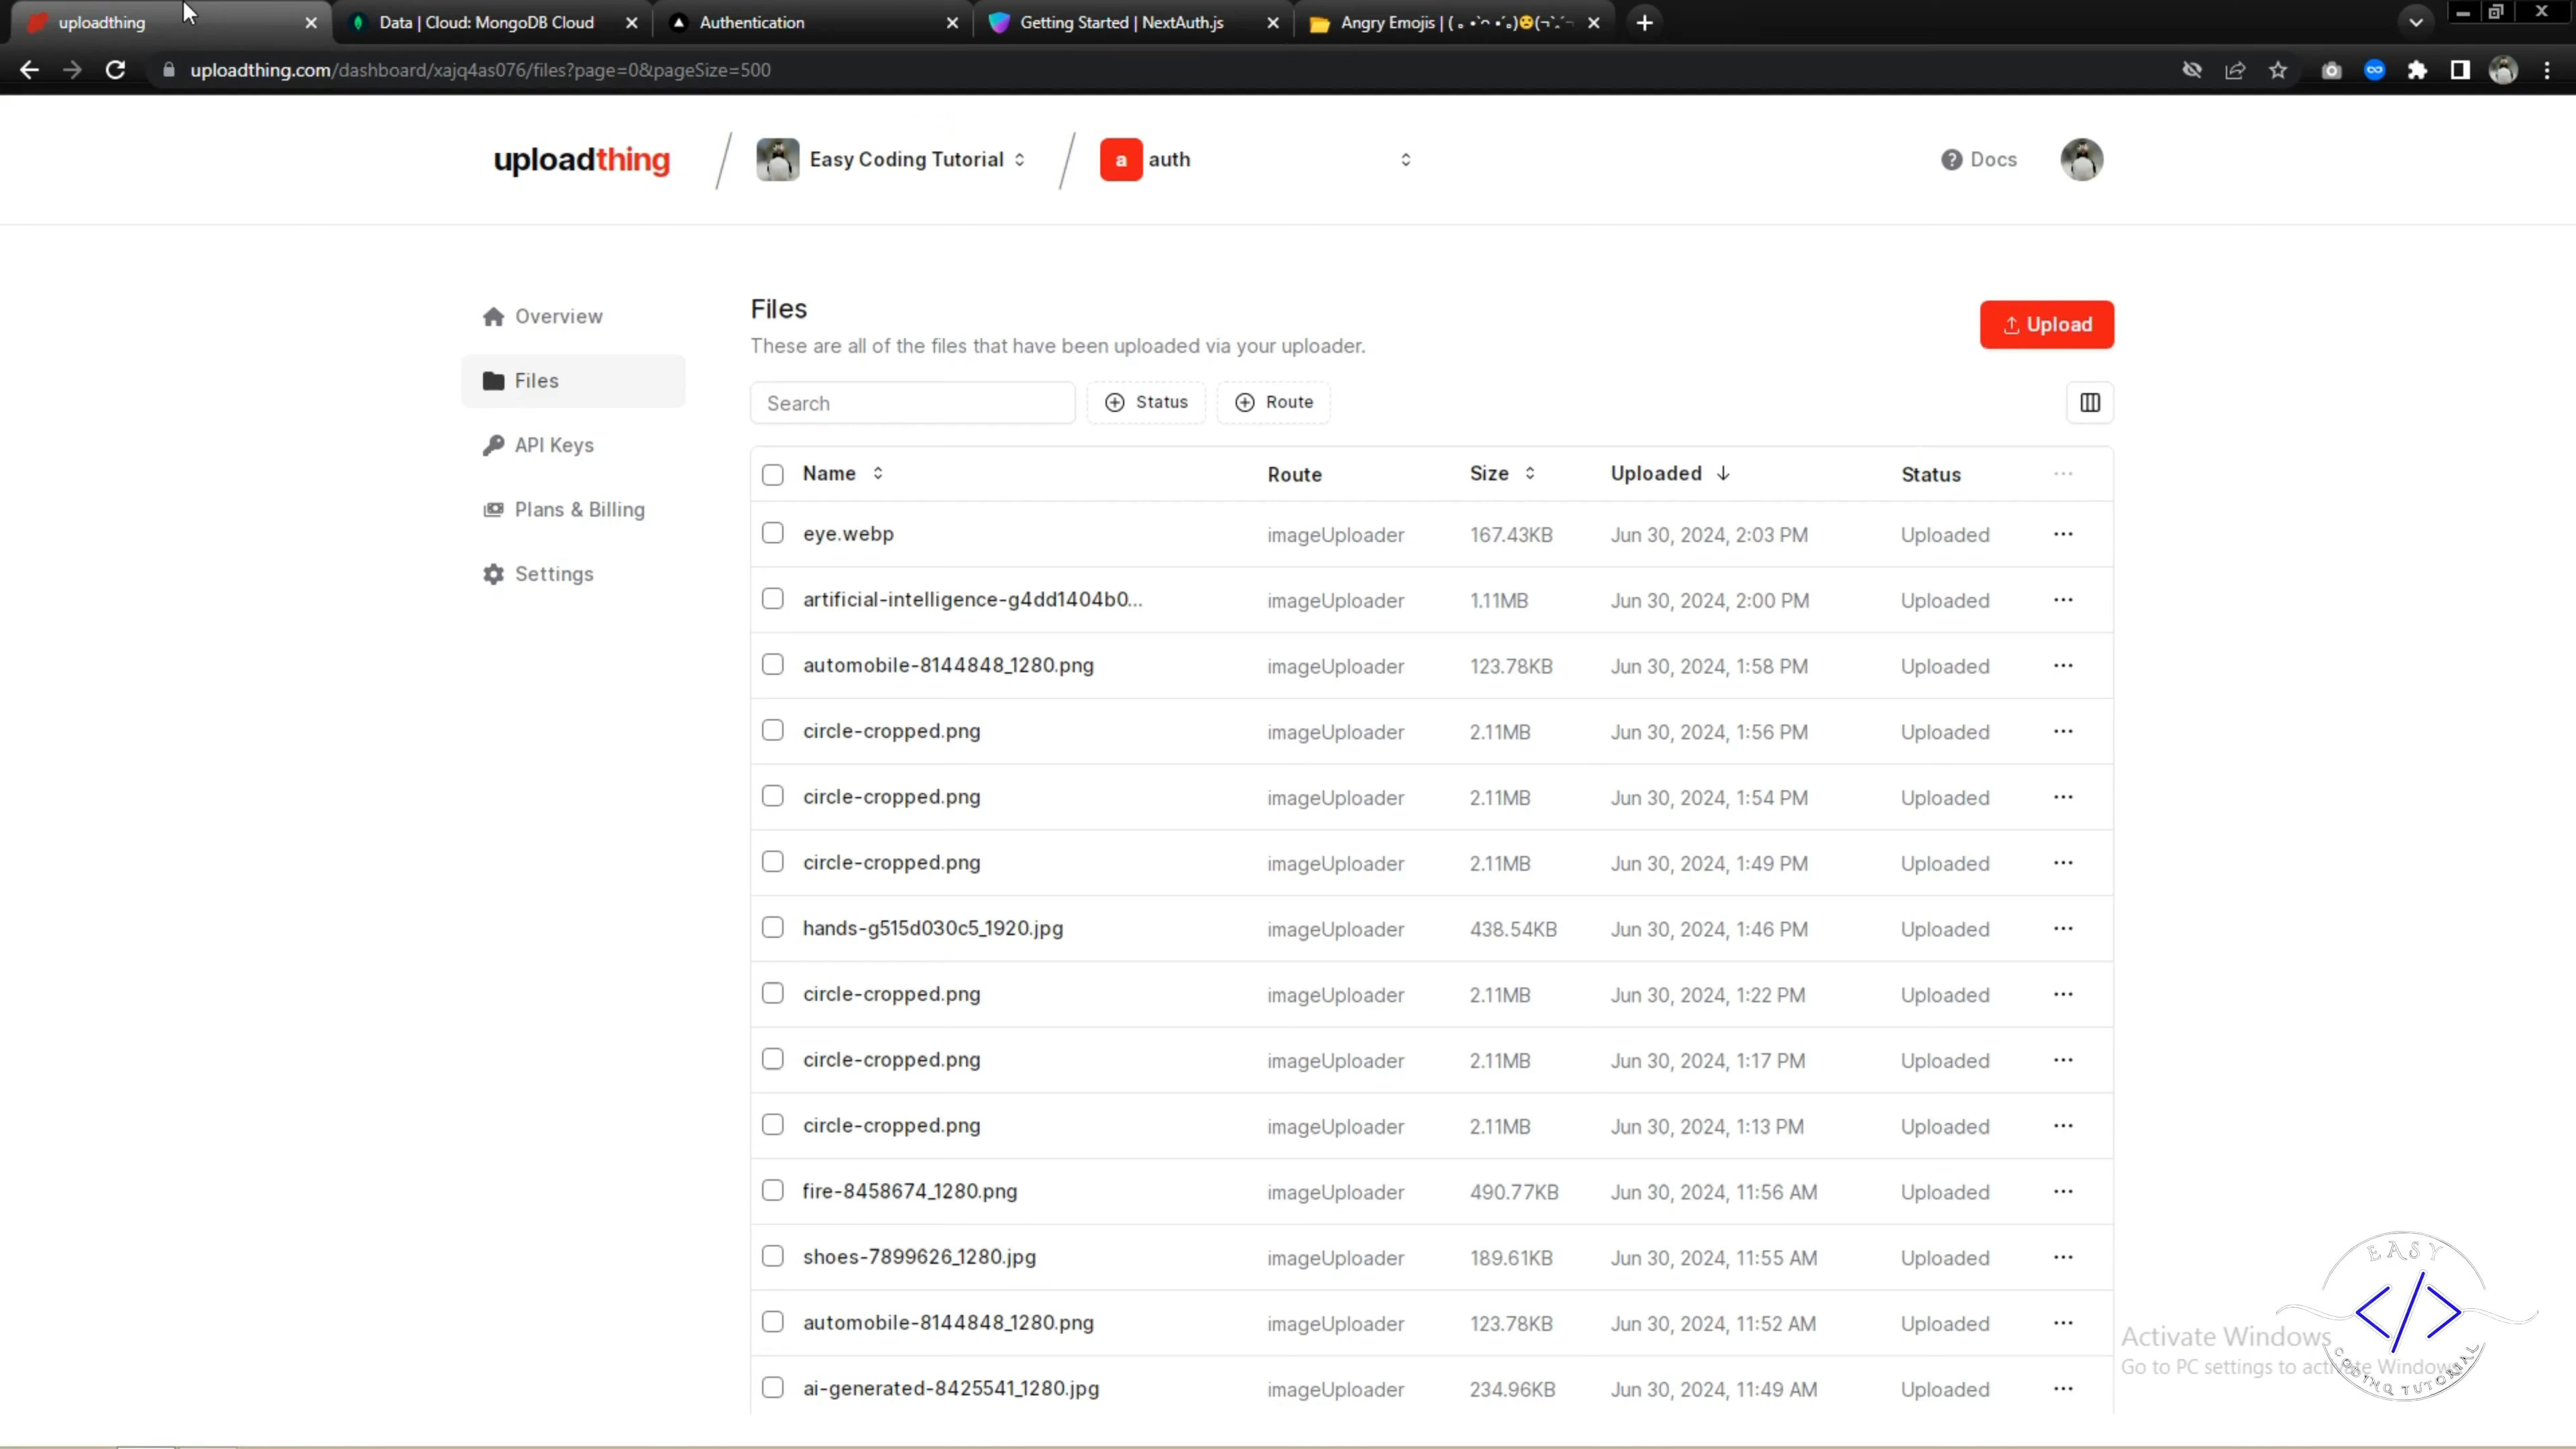 uploadthing
Data | Cloud: MongoDB Cloud
Authentication
Getting Started | NextAuth.js
Angry Emojis |
uploadthing.com/dashboard/xajq4as076/files?page=0&pageSize=500
uploadthing
Easy Coding Tutorial
a auth
Docs
Overview
Files
API Keys
Plans & Billing
Settings
Files
These are all of the files that have been uploaded via your uploader.
Upload
Search
Status
Route
Name Route Size Uploaded Status ...
eye.webp imageUploader 167.43KB Jun 30, 2024, 2:03 PM Uploaded ...
artificial-intelligence-g4dd1404b0... imageUploader 1.11MB Jun 30, 2024, 2:00 PM Uploaded ...
automobile-8144848_1280.png imageUploader 123.78KB Jun 30, 2024, 1:58 PM Uploaded ...
circle-cropped.png imageUploader 2.11MB Jun 30, 2024, 1:56 PM Uploaded ...
circle-cropped.png imageUploader 2.11MB Jun 30, 2024, 1:54 PM Uploaded ...
circle-cropped.png imageUploader 2.11MB Jun 30, 2024, 1:49 PM Uploaded ...
hands-g515d030c5_1920.jpg imageUploader 438.54KB Jun 30, 2024, 1:46 PM Uploaded ...
circle-cropped.png imageUploader 2.11MB Jun 30, 2024, 1:22 PM Uploaded ...
circle-cropped.png imageUploader 2.11MB Jun 30, 2024, 1:17 PM Uploaded ...
circle-cropped.png imageUploader 2.11MB Jun 30, 2024, 1:13 PM Uploaded ...
fire-8458674_1280.png imageUploader 490.77KB Jun 30, 2024, 11:56 AM Uploaded ...
shoes-7899626_1280.jpg imageUploader 189.61KB Jun 30, 2024, 11:55 AM Uploaded ...
automobile-8144848_1280.png imageUploader 123.78KB Jun 30, 2024, 11:52 AM Uploaded ...
ai-generated-8425541_1280.jpg imageUploader 234.96KB Jun 30, 2024, 11:49 AM Uploaded ...
Activate Windows
Go to PC settings to activate Windows.
EASY
</>
CODING TUTORIAL